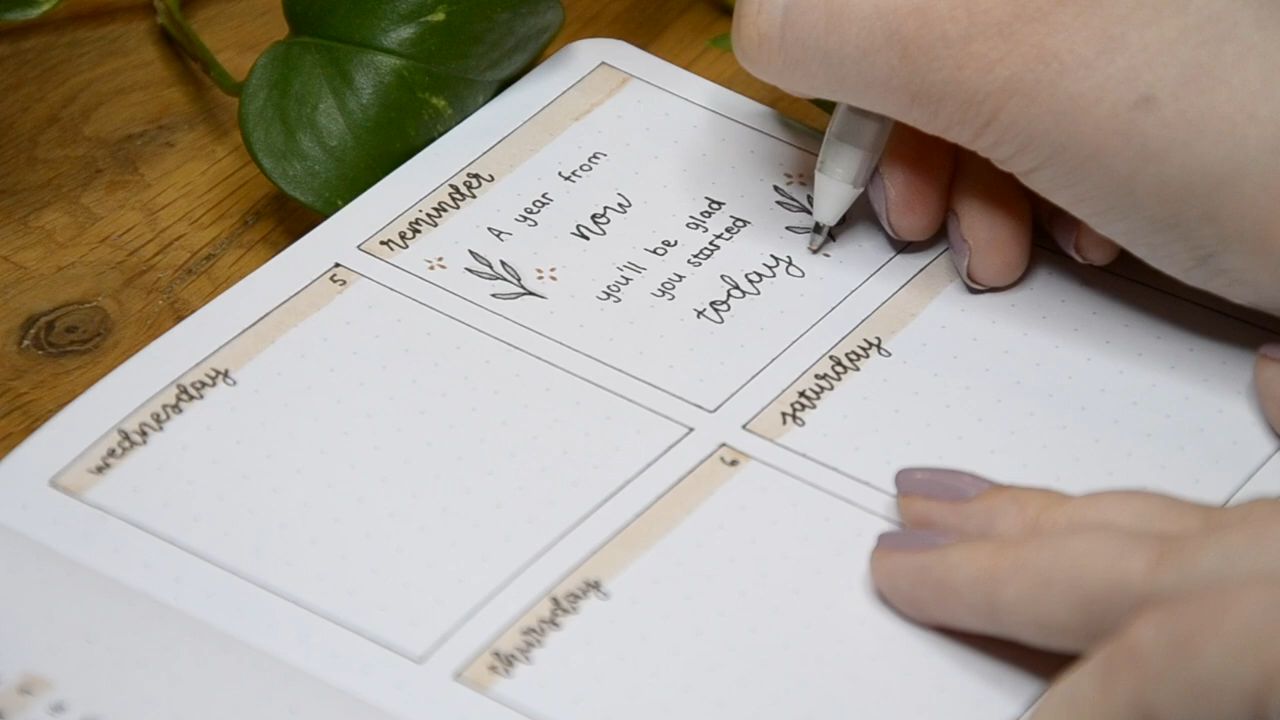 reminder
A year from
now
you'll be glad
you started
today
5
wednesday
saturday
6
thursday